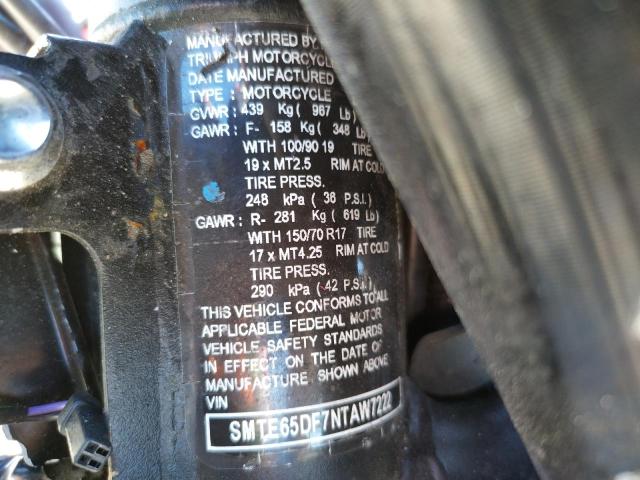 MANUFACTURED BY
TRIUMPH MOTORCYCLE
DATE MANUFACTURED
TYPE : MOTORCYCLE
GVWR: 439 Kg ( 967 Lb)
GAWR: F- 158 Kg ( 348 Lb)
WITH 100/90 19 TIRE
19 x MT2.5 RIM AT COLD
TIRE PRESS.
248 kPa ( 36 P.S.I.)
GAWR : R- 281 Kg ( 619 Lb)
WITH 150/70 R17 TIRE
17 x MT4.25 RIM AT COLD
TIRE PRESS.
290 kPa ( 42 P.S.I.)
THIS VEHICLE CONFORMS TO ALL
APPLICABLE FEDERAL MOTOR
VEHICLE SAFETY STANDARDS
IN EFFECT ON THE DATE OF
MANUFACTURE SHOWN ABOVE
VIN
SMTE65DF7NTAW7222